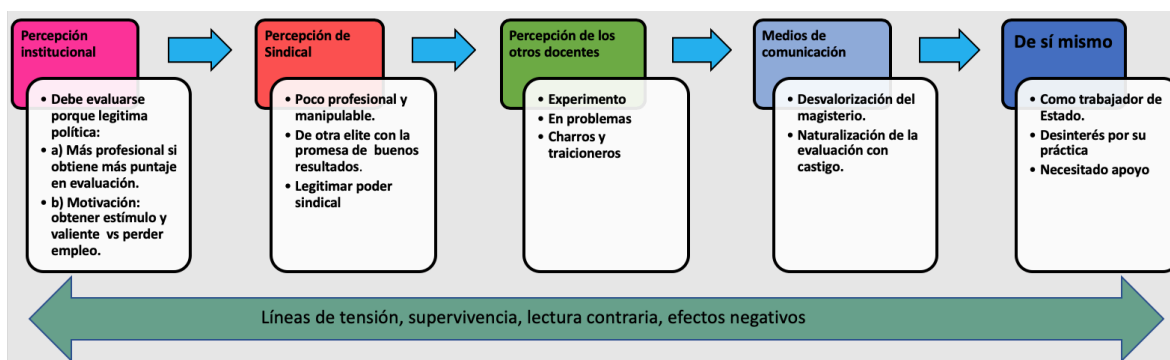 Percepción
institucional
• Debe evaluarse
porque legitima
política:
• a) Más profesional si
obtiene más puntaje
en evaluación.
• b) Motivación:
obtener estímulo y
valiente vs perder
empleo.
Percepción de
Sindical
• Poco profesional y
manipulable.
• De otra elite con la
promesa de buenos
resultados.
• Legitimar poder
sindical
Percepción de los
otros docentes
• Experimento
• En problemas
• Charros y
traicioneros
Medios de
comunicación
• Desvalorización del
magisterio.
• Naturalización de la
evaluación con
castigo.
De sí mismo
• Como trabajador de
Estado.
• Desinterés por su
práctica
• Necesitado apoyo
Líneas de tensión, supervivencia, lectura contraria, efectos negativos